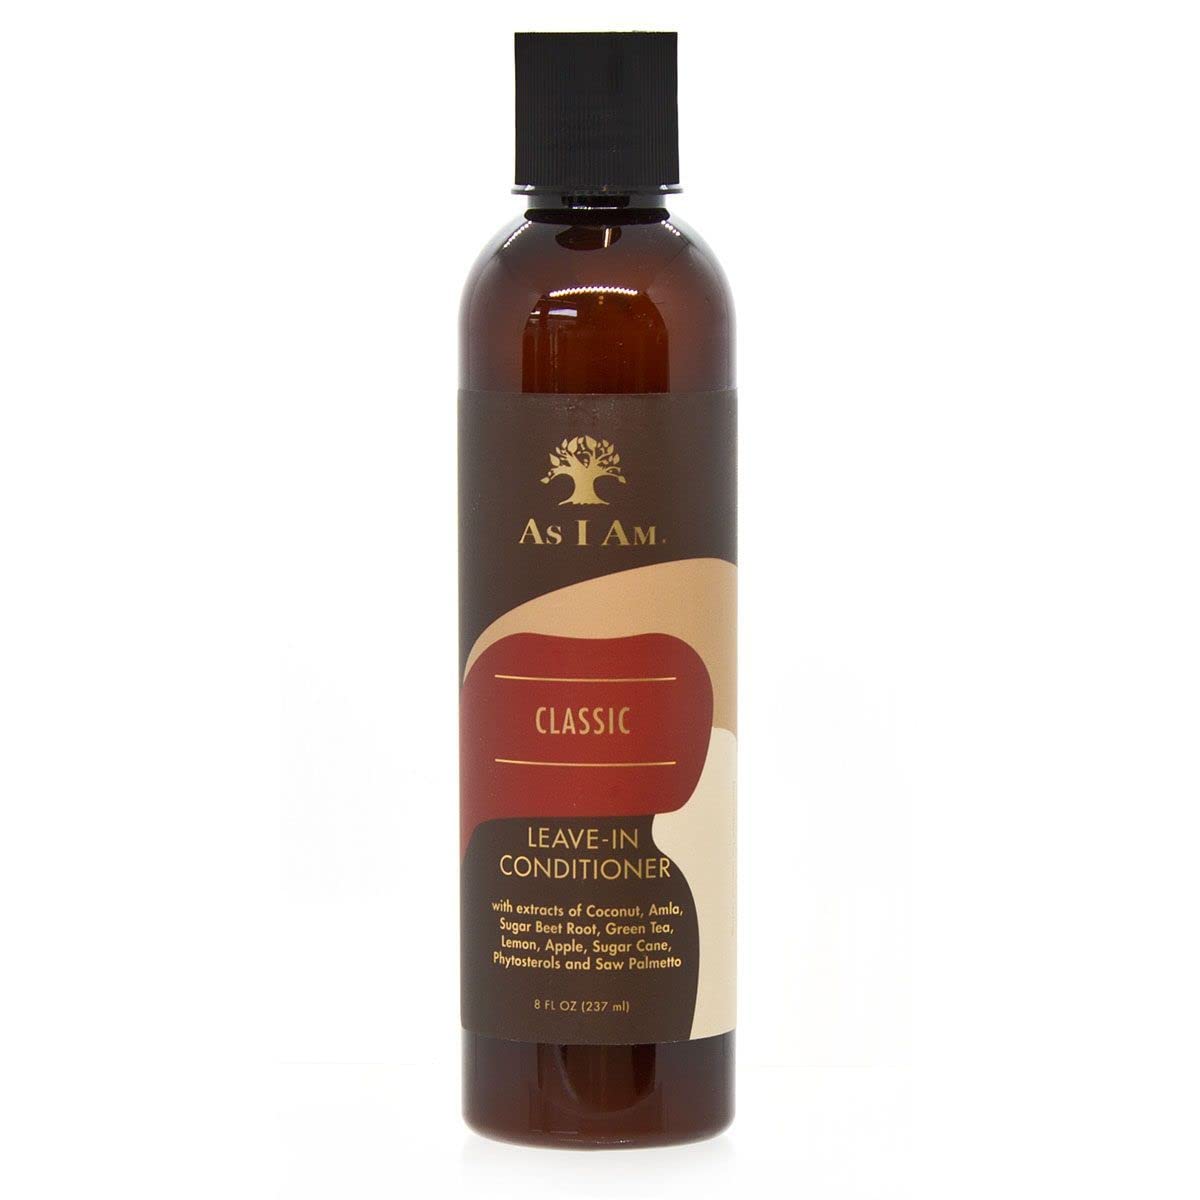 As I Am.
CLASSIC
LEAVE-IN
CONDITIONER
with extracts of Coconut, Amla,
Sugar Beet Root, Green Tea,
Lemon, Apple, Sugar Cane,
Phytosterols and Saw Palmetto
8 FL OZ (237 ml)